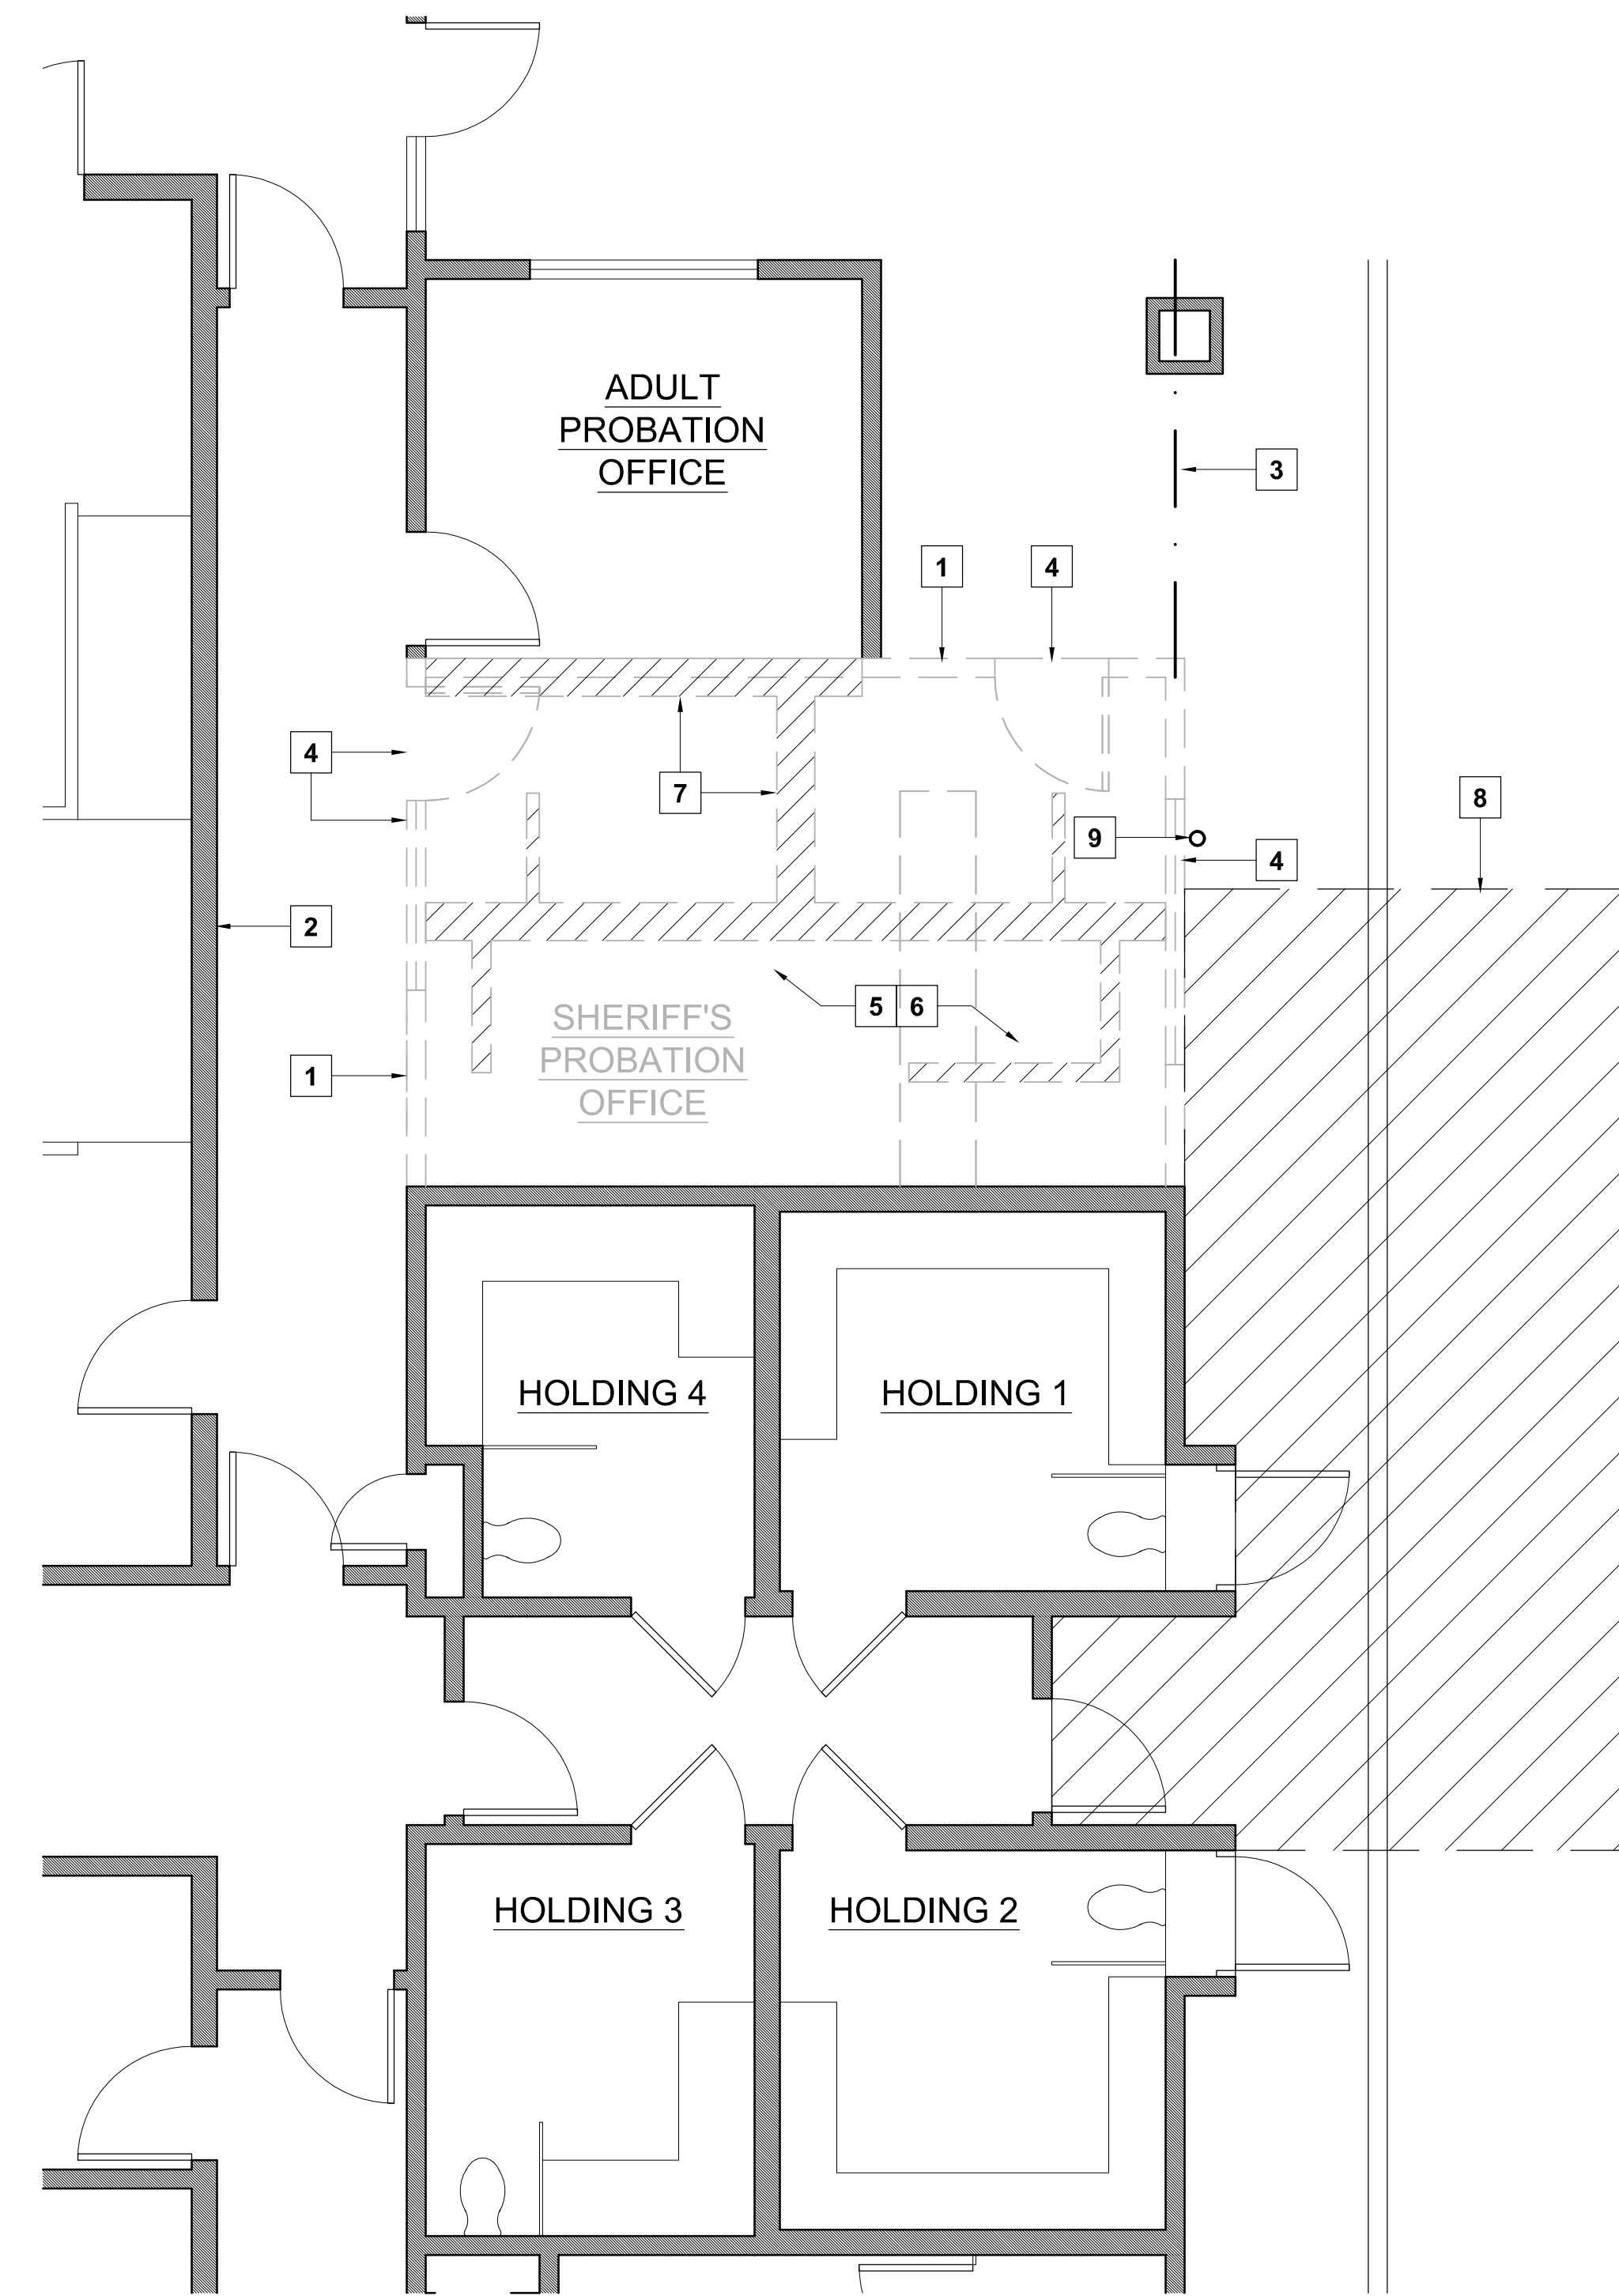 ADULT
PROBATION
OFFICE
3
1
4
4
7
8
9
4
2
5 6
SHERIFF'S
PROBATION
OFFICE
1
HOLDING 4
HOLDING 1
HOLDING 3
HOLDING 2